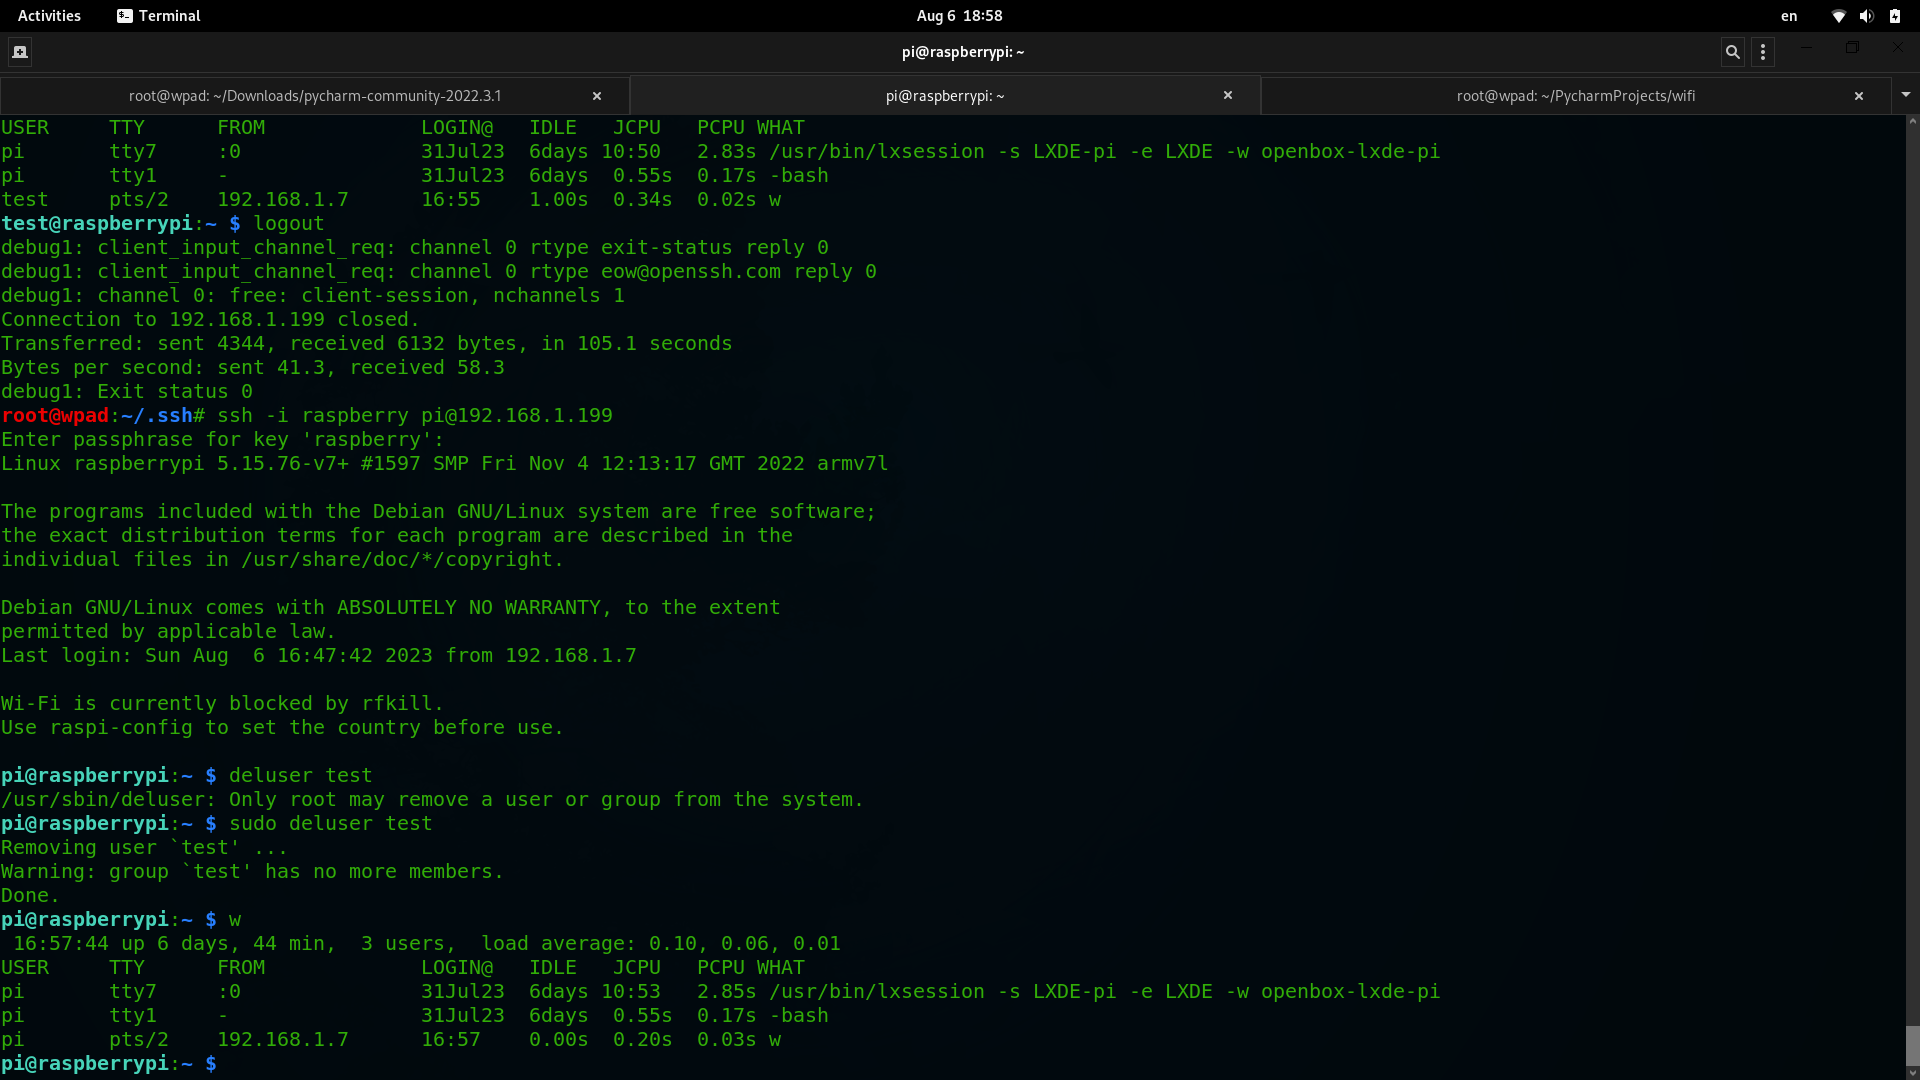 Activities Terminal Aug 6 18:58 en
pi@raspberrypi: ~
root@wpad: ~/Downloads/pycharm-community-2022.3.1 pi@raspberrypi: ~ root@wpad: ~/PycharmProjects/wifi
USER     TTY      FROM             LOGIN@   IDLE   JCPU   PCPU WHAT
pi       tty7     :0               31Jul23  6days 10:50   2.83s /usr/bin/lxsession -s LXDE-pi -e LXDE -w openbox-lxde-pi
pi       tty1     -                31Jul23  6days  0.55s  0.17s -bash
test     pts/2    192.168.1.7      16:55    1.00s  0.34s  0.02s w
test@raspberrypi:~ $ logout
debug1: client_input_channel_req: channel 0 rtype exit-status reply 0
debug1: client_input_channel_req: channel 0 rtype eow@openssh.com reply 0
debug1: channel 0: free: client-session, nchannels 1
Connection to 192.168.1.199 closed.
Transferred: sent 4344, received 6132 bytes, in 105.1 seconds
Bytes per second: sent 41.3, received 58.3
debug1: Exit status 0
root@wpad:~/.ssh# ssh -i raspberry pi@192.168.1.199
Enter passphrase for key 'raspberry':
Linux raspberrypi 5.15.76-v7+ #1597 SMP Fri Nov 4 12:13:17 GMT 2022 armv7l
The programs included with the Debian GNU/Linux system are free software;
the exact distribution terms for each program are described in the
individual files in /usr/share/doc/*/copyright.
Debian GNU/Linux comes with ABSOLUTELY NO WARRANTY, to the extent
permitted by applicable law.
Last login: Sun Aug  6 16:47:42 2023 from 192.168.1.7
Wi-Fi is currently blocked by rfkill.
Use raspi-config to set the country before use.
pi@raspberrypi:~ $ deluser test
/usr/sbin/deluser: Only root may remove a user or group from the system.
pi@raspberrypi:~ $ sudo deluser test
Removing user `test' ...
Warning: group `test' has no more members.
Done.
pi@raspberrypi:~ $ w
 16:57:44 up 6 days, 44 min,  3 users,  load average: 0.10, 0.06, 0.01
USER     TTY      FROM             LOGIN@   IDLE   JCPU   PCPU WHAT
pi       tty7     :0               31Jul23  6days 10:53   2.85s /usr/bin/lxsession -s LXDE-pi -e LXDE -w openbox-lxde-pi
pi       tty1     -                31Jul23  6days  0.55s  0.17s -bash
pi       pts/2    192.168.1.7      16:57    0.00s  0.20s  0.03s w
pi@raspberrypi:~ $